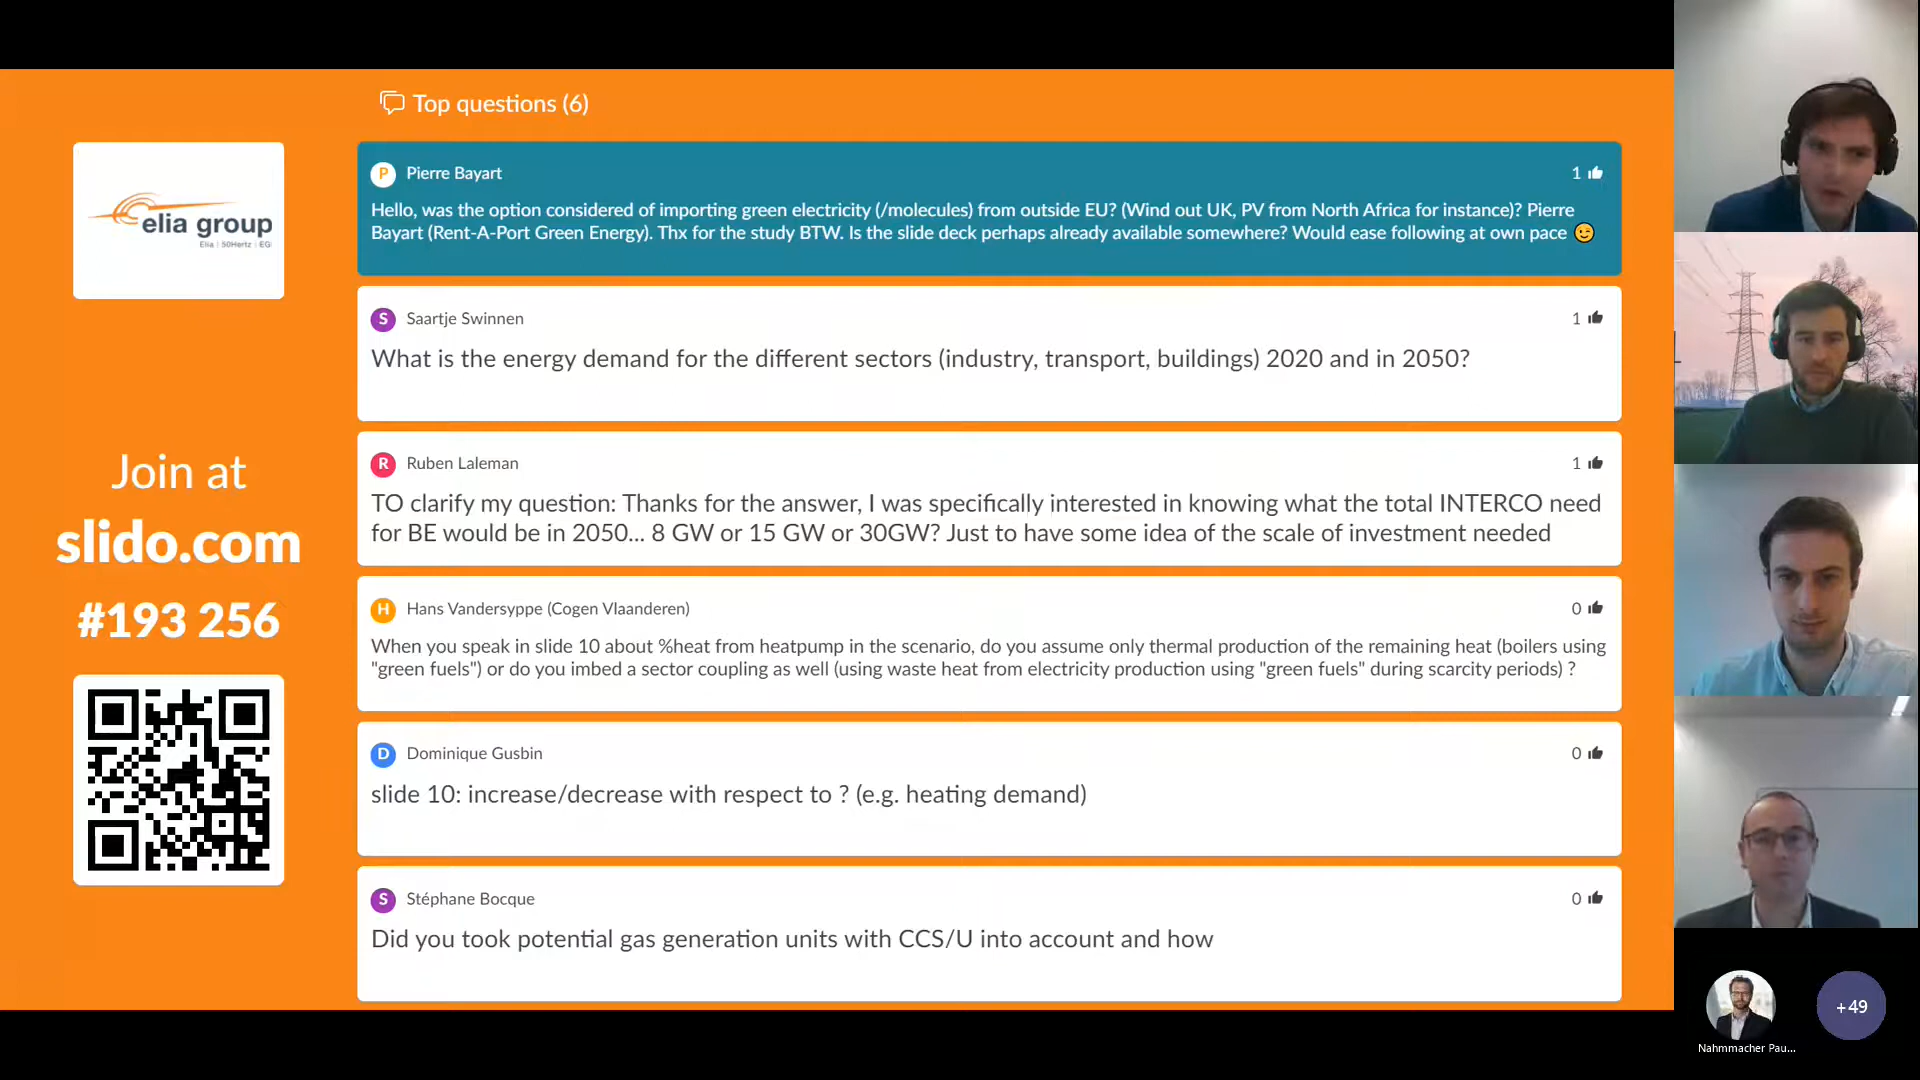 Top questions (6)
elia group
Elia | 50Hertz | EGI
Join at
slido.com
#193 256
P
Pierre Bayart
1
Hello, was the option considered of importing green electricity (/molecules) from outside EU? (Wind out UK, PV from North Africa for instance)? Pierre
Bayart (Rent-A-Port Green Energy). Thx for the study BTW. Is the slide deck perhaps already available somewhere? Would ease following at own pace 😉
S
Saartje Swinnen
1
What is the energy demand for the different sectors (industry, transport, buildings) 2020 and in 2050?
R
Ruben Laleman
1
TO clarify my question: Thanks for the answer, I was specifically interested in knowing what the total INTERCO need
for BE would be in 2050... 8 GW or 15 GW or 30GW? Just to have some idea of the scale of investment needed
H
Hans Vandersyppe (Cogen Vlaanderen)
0
When you speak in slide 10 about %heat from heatpump in the scenario, do you assume only thermal production of the remaining heat (boilers using
"green fuels") or do you imbed a sector coupling as well (using waste heat from electricity production using "green fuels" during scarcity periods) ?
D
Dominique Gusbin
0
slide 10: increase/decrease with respect to ? (e.g. heating demand)
S
Stéphane Bocque
0
Did you took potential gas generation units with CCS/U into account and how
+49
Nahmmacher Pau...